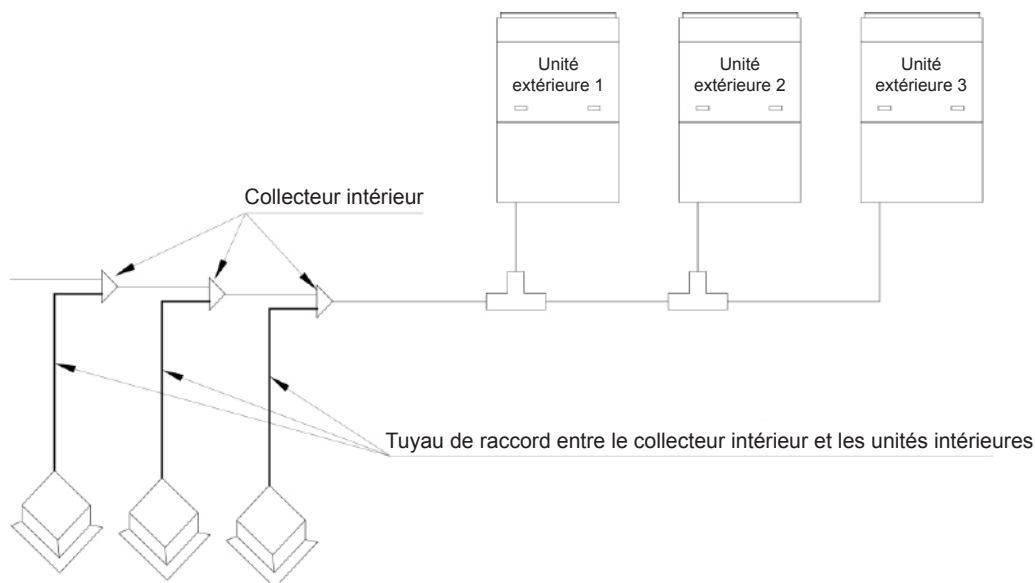 Unité
extérieure 1
Unité
extérieure 2
Unité
extérieure 3
Collecteur intérieur
Tuyau de raccord entre le collecteur intérieur et les unités intérieures